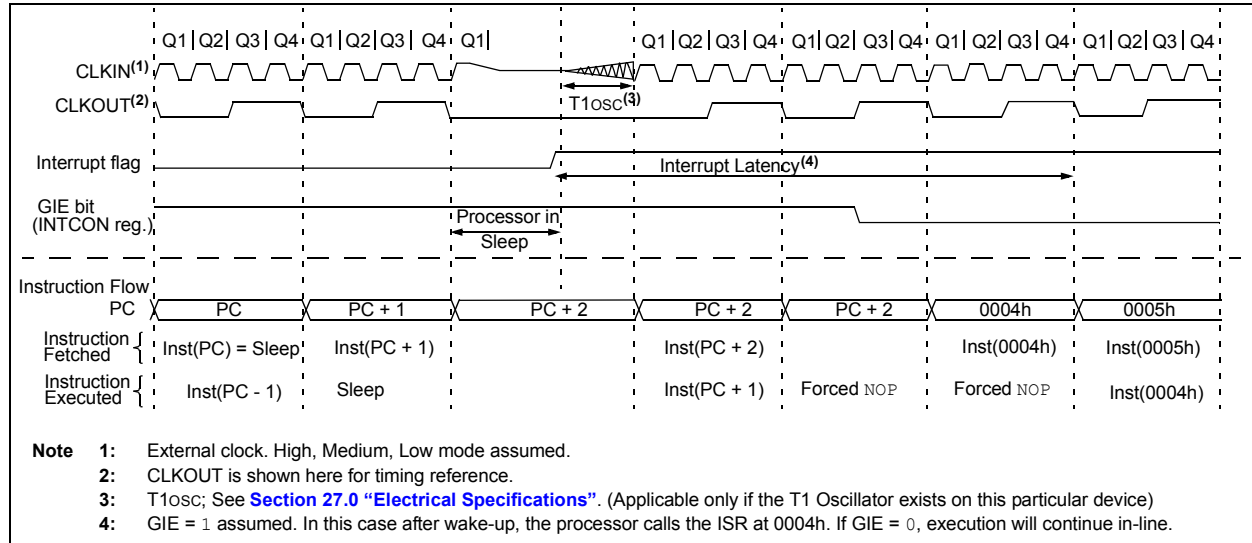 Q1 Q2 Q3 Q4 Q1 Q2 Q3 Q4 Q1 Q1 Q2 Q3 Q4 Q1 Q2 Q3 Q4 Q1 Q2 Q3 Q4 Q1 Q2 Q3 Q4
CLKIN(1)
CLKOUT(2)
T1OSC(3)
Interrupt flag
Interrupt Latency(4)
GIE bit
(INTCON reg.)
Processor in
Sleep
Instruction Flow
PC PC PC + 1 PC + 2 PC + 2 PC + 2 0004h 0005h
Instruction
Fetched
Inst(PC) = Sleep Inst(PC + 1) Inst(PC + 2) Inst(0004h) Inst(0005h)
Instruction
Executed
Inst(PC - 1) Sleep Inst(PC + 1) Forced NOP Forced NOP Inst(0004h)
Note 1: External clock. High, Medium, Low mode assumed.
2: CLKOUT is shown here for timing reference.
3: T1OSC; See Section 27.0 “Electrical Specifications”. (Applicable only if the T1 Oscillator exists on this particular device)
4: GIE = 1 assumed. In this case after wake-up, the processor calls the ISR at 0004h. If GIE = 0, execution will continue in-line.